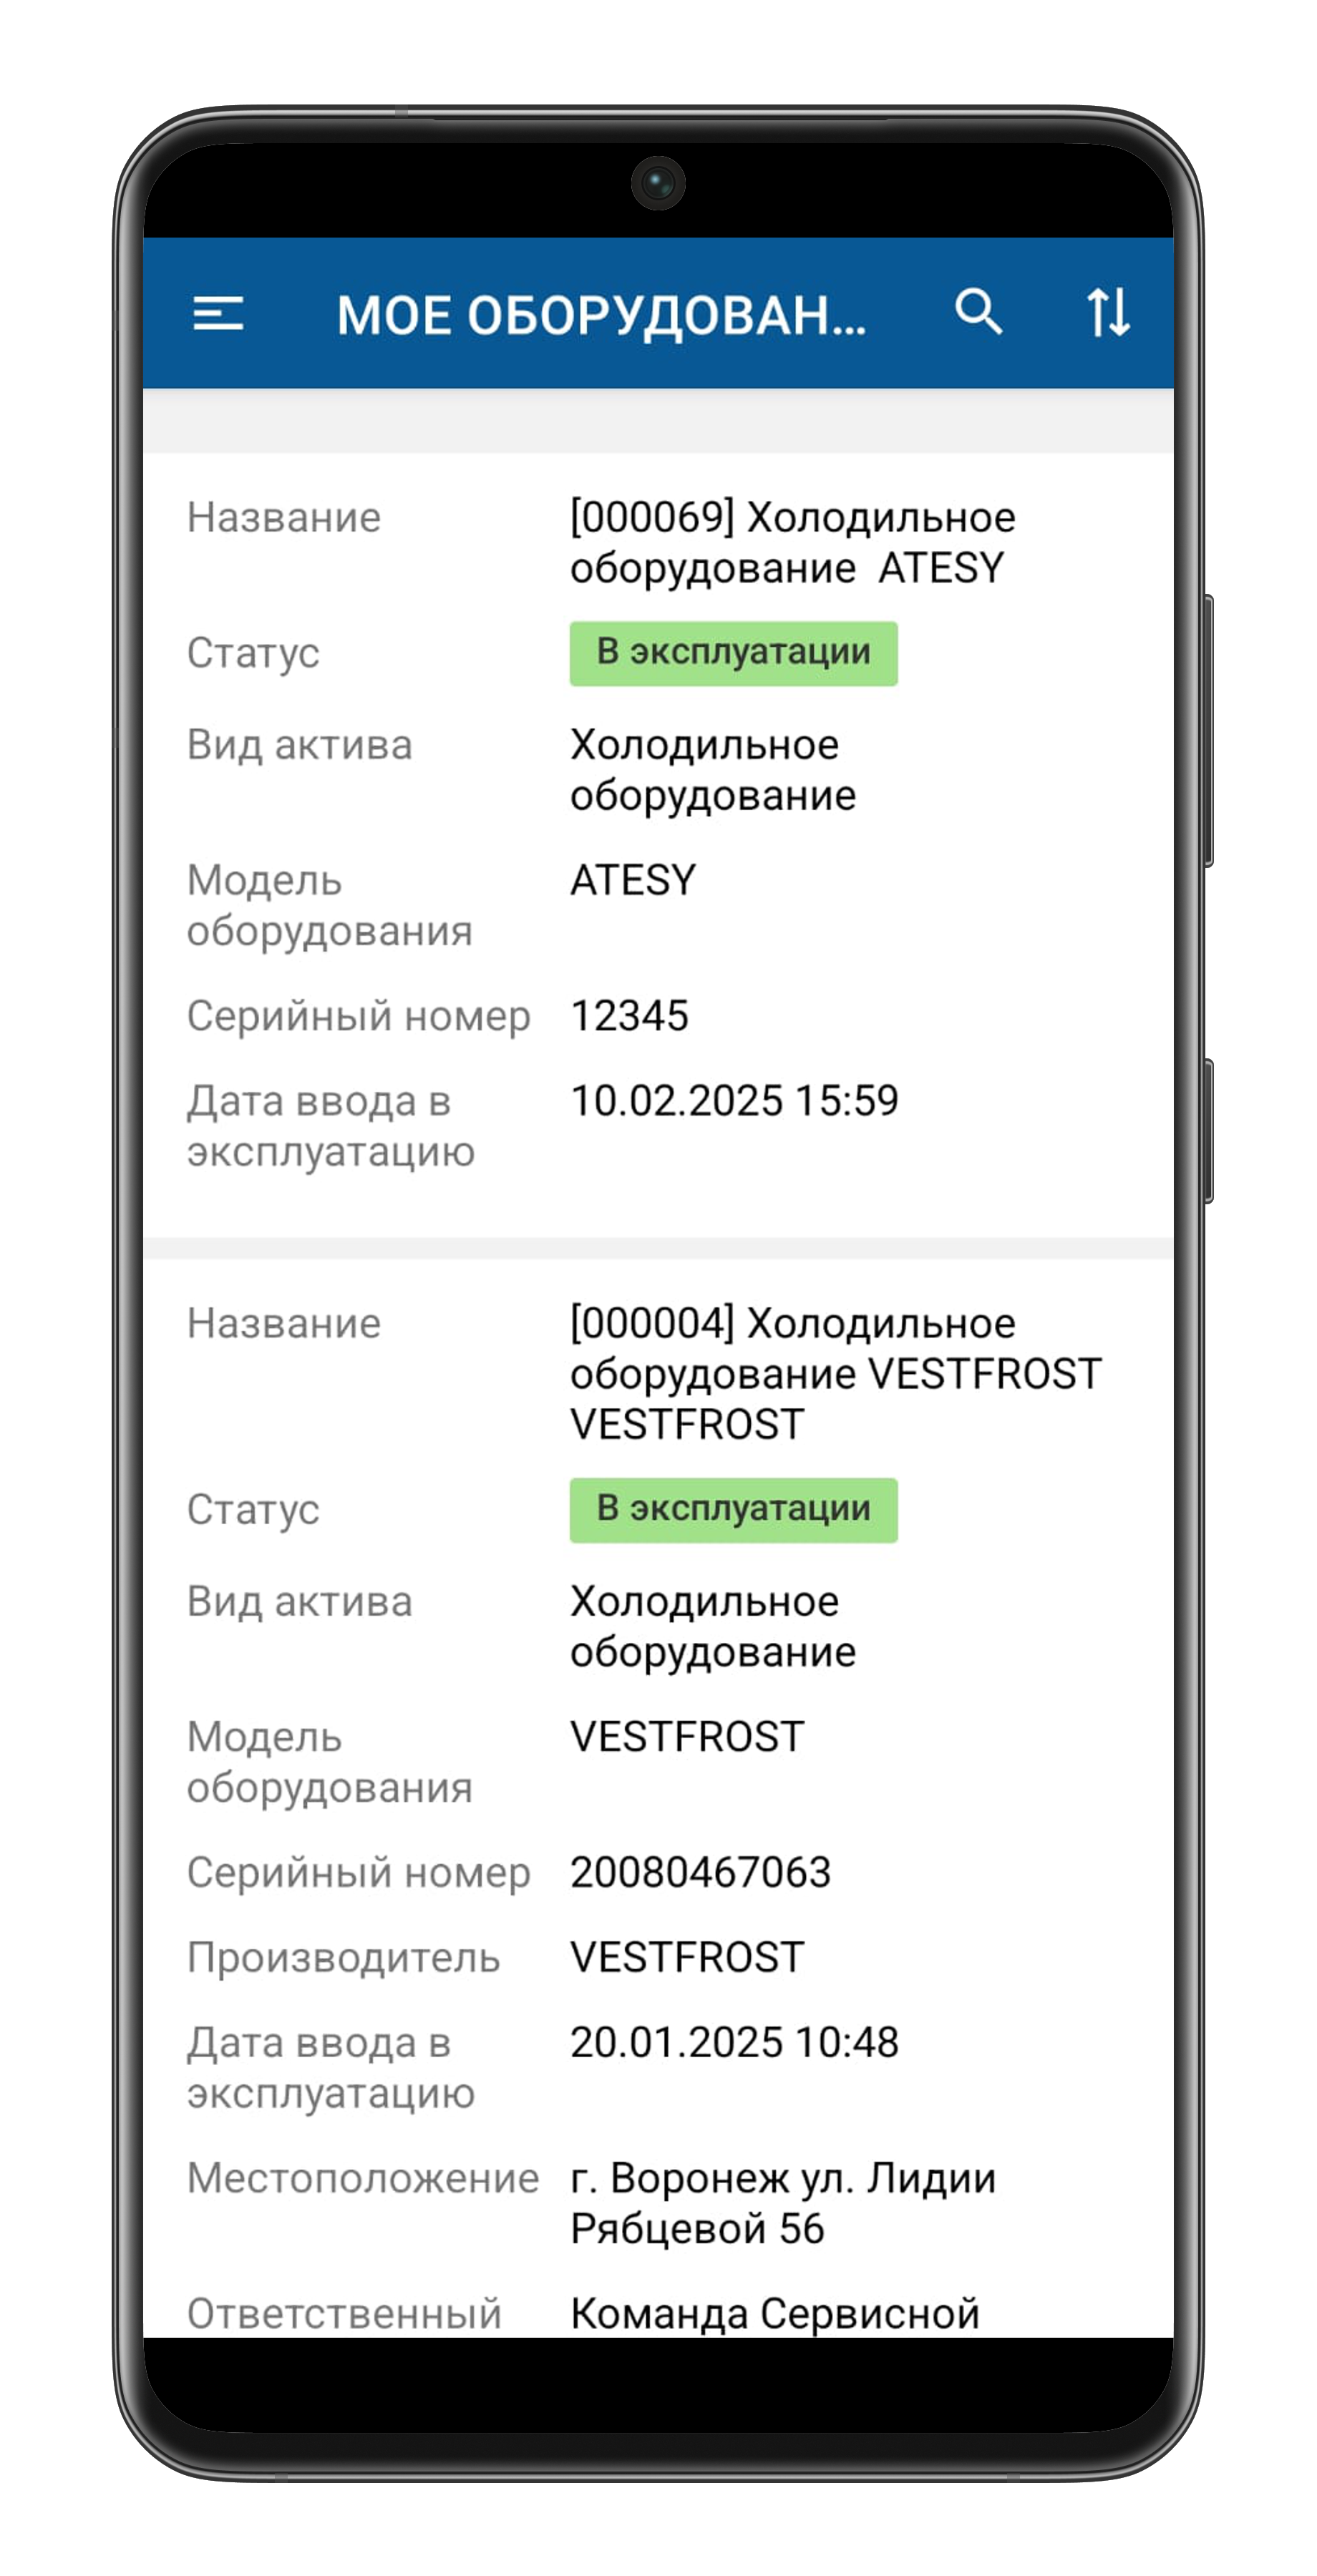 МОЕ ОБОРУДОВАН...
Название [000069] Холодильное
оборудование ATESY
Статус В эксплуатации
Вид актива Холодильное
оборудование
Модель ATESY
оборудования
Серийный номер 12345
Дата ввода в 10.02.2025 15:59
эксплуатацию
Название [000004] Холодильное
оборудование VESTFROST
VESTFROST
Статус В эксплуатации
Вид актива Холодильное
оборудование
Модель VESTFROST
оборудования
Серийный номер 20080467063
Производитель VESTFROST
Дата ввода в 20.01.2025 10:48
эксплуатацию
Местоположение г. Воронеж ул. Лидии
Рябцевой 56
Ответственный Команда Сервисной